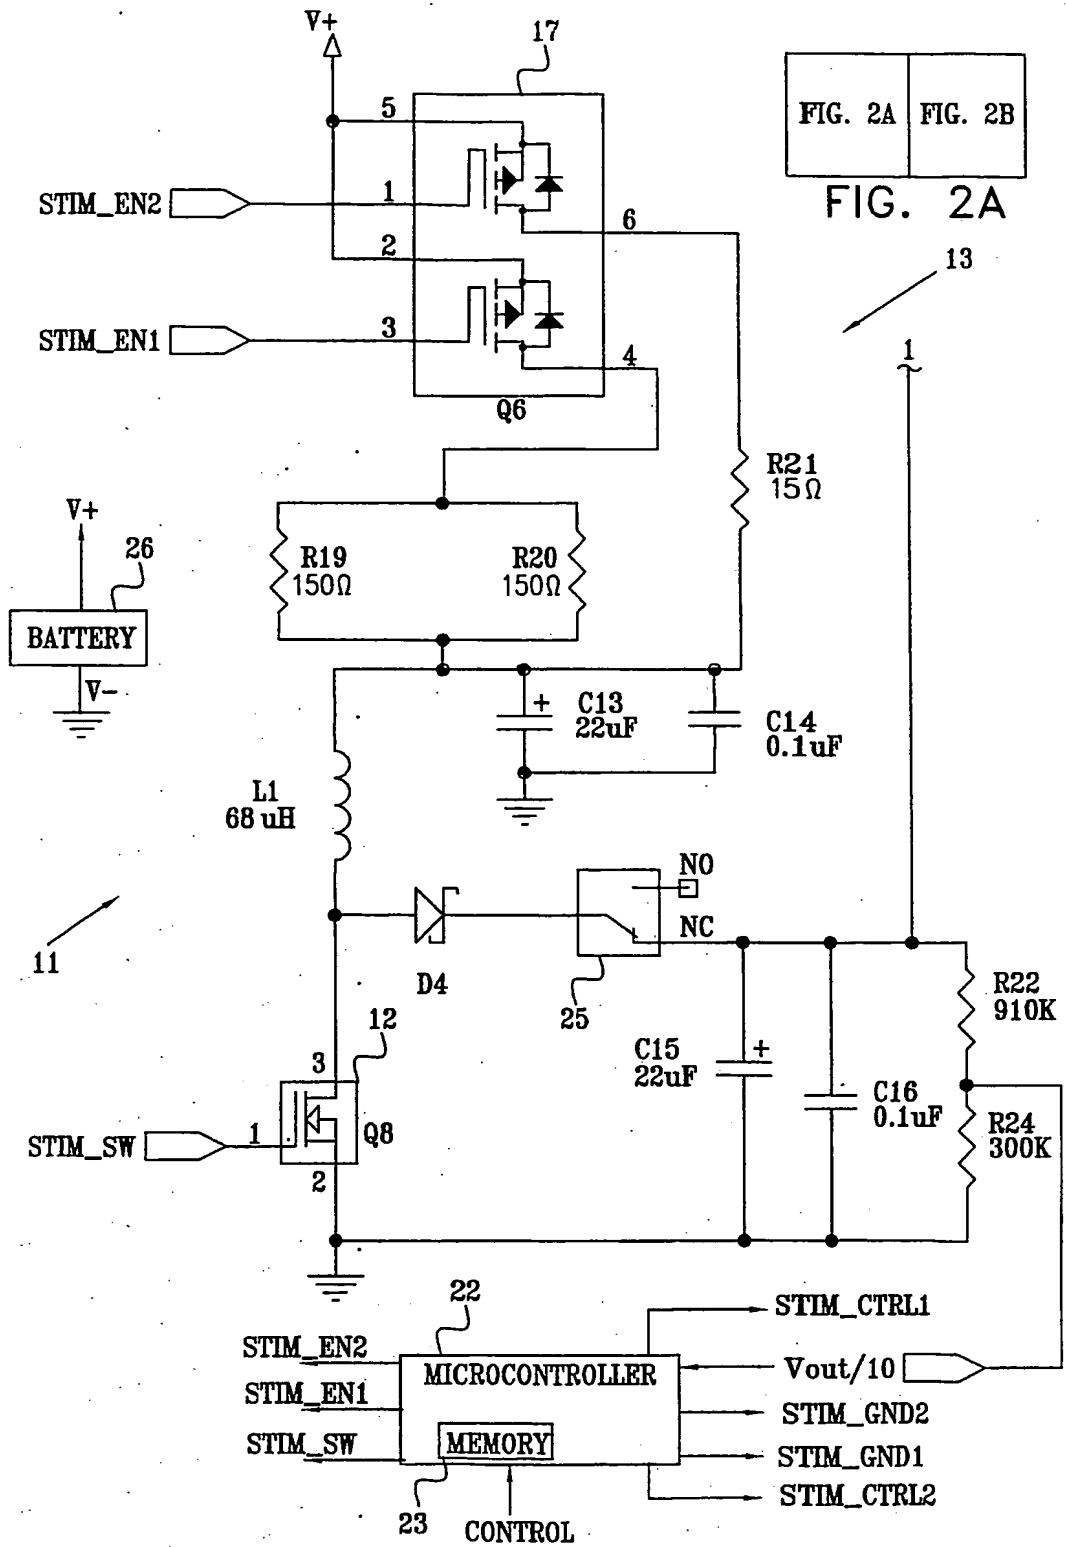 V+
17
5
FIG. 2A
FIG. 2B
STIM_EN2
1
FIG. 2A
6
2
13
STIM_EN1
3
4
1
Q6
R21
15Ω
V+
26
R19
150Ω
R20
150Ω
BATTERY
V-
+
C13
22uF
C14
0.1uF
L1
68 uH
NO
NC
11
D4
25
R22
910K
12
3
C15
22uF
+
C16
0.1uF
Q8
R24
300K
STIM_SW
1
2
22
STIM_CTRL1
STIM_EN2
MICROCONTROLLER
Vout/10
STIM_EN1
STIM_GND2
STIM_SW
MEMORY
STIM_GND1
STIM_CTRL2
23
CONTROL